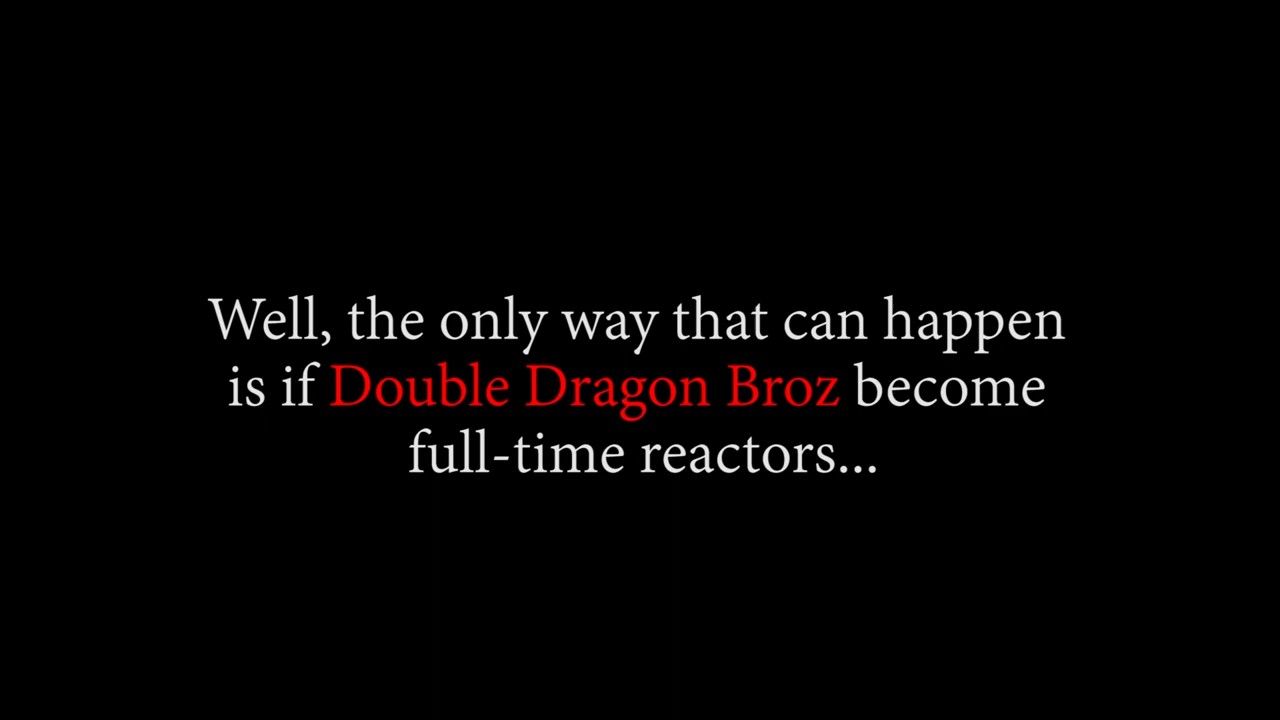 Well, the only way that can happen
is if Double Dragon Broz become
full-time reactors...